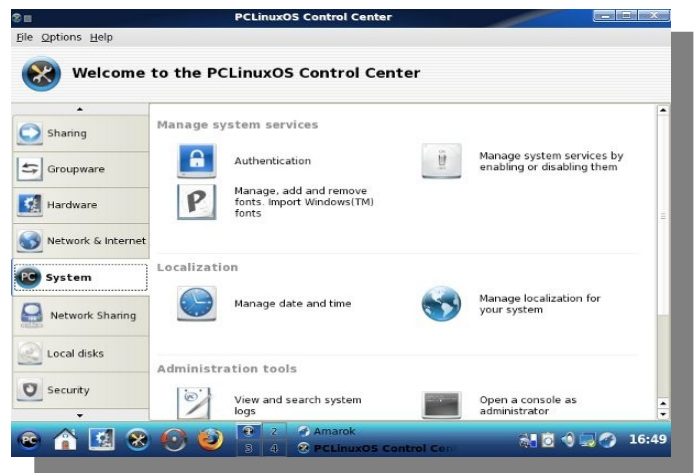 PCLinuxOS Control Center
File Options Help
Welcome to the PCLinuxOS Control Center
Sharing
Groupware
Hardware
Network & Internet
PC
System
Network Sharing
Local disks
Security
Manage system services
Authentication
Manage system services by
enabling or disabling them
P
Manage, add and remove
fonts. Import Windows(TM)
fonts
Localization
Manage date and time
Manage localization for
your system
Administration tools
View and search system
logs
Open a console as
administrator
PC
2
3 4
Amarok
PCLinuxOS Control Cen
16:49